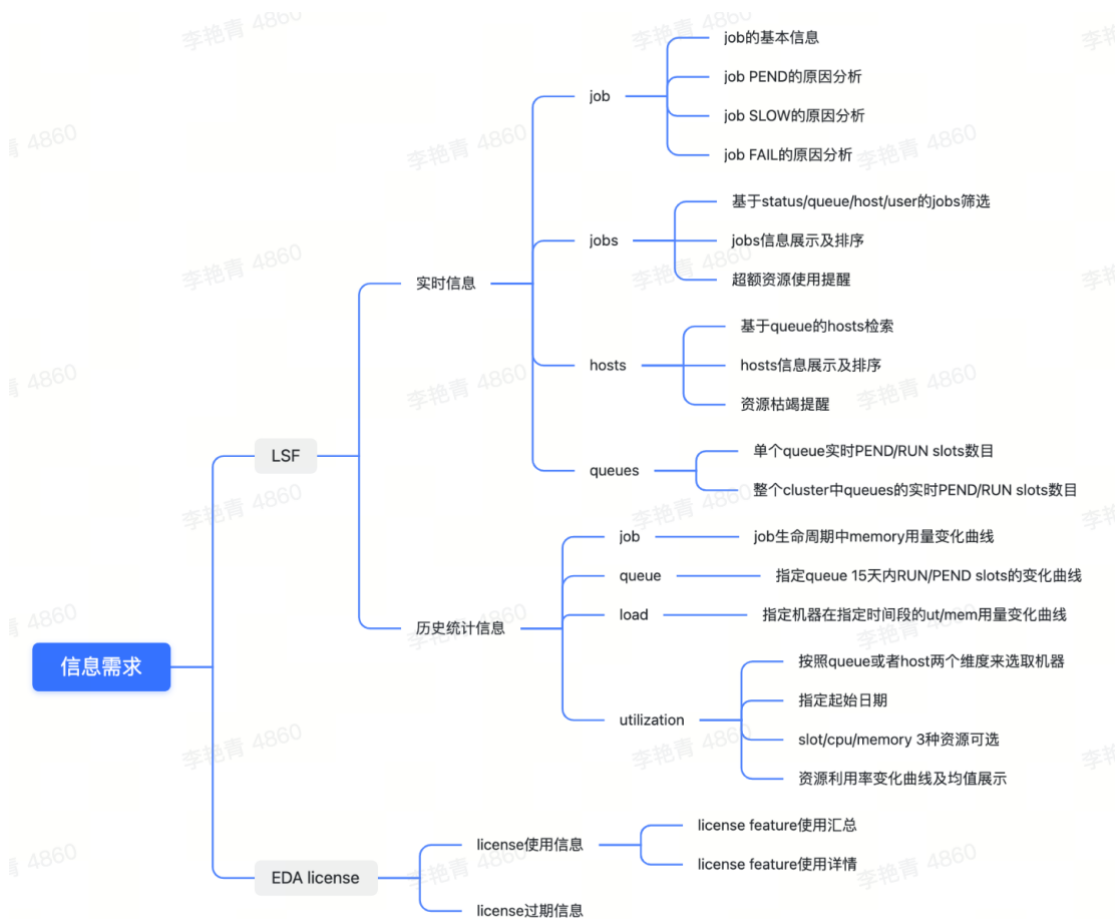 job的基本信息
job PEND的原因分析
job
job SLOW的原因分析
job FAIL的原因分析
基于status/queue/host/user的jobs筛选
jobs
jobs信息展示及排序
超额资源使用提醒
实时信息
基于queue的hosts检索
hosts
hosts信息展示及排序
资源枯竭提醒
LSF
单个queue实时PEND/RUN slots数目
queues
整个cluster中queues的实时PEND/RUN slots数目
job
job生命周期中memory用量变化曲线
queue
指定queue 15天内RUN/PEND slots的变化曲线
load
指定机器在指定时间段的ut/mem用量变化曲线
历史统计信息
信息需求
按照queue或者host两个维度来选取机器
指定起始日期
utilization
slot/cpu/memory 3种资源可选
资源利用率变化曲线及均值展示
license feature使用汇总
license使用信息
license feature使用详情
EDA license
license过期信息
李艳青 4860